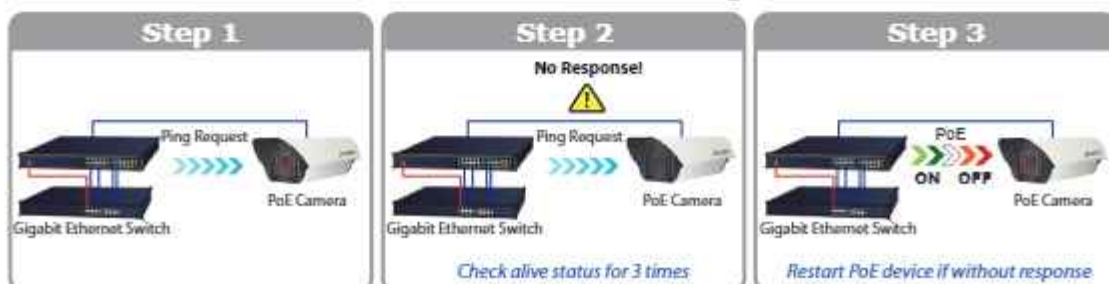 Step 1
Ping Request
PoE Camera
Gigabit Ethernet Switch
Step 2
No Response!
Ping Request
PoE Camera
Gigabit Ethernet Switch
Check alive status for 3 times
Step 3
PoE
ON OFF
PoE Camera
Gigabit Ethernet Switch
Restart PoE device if without response